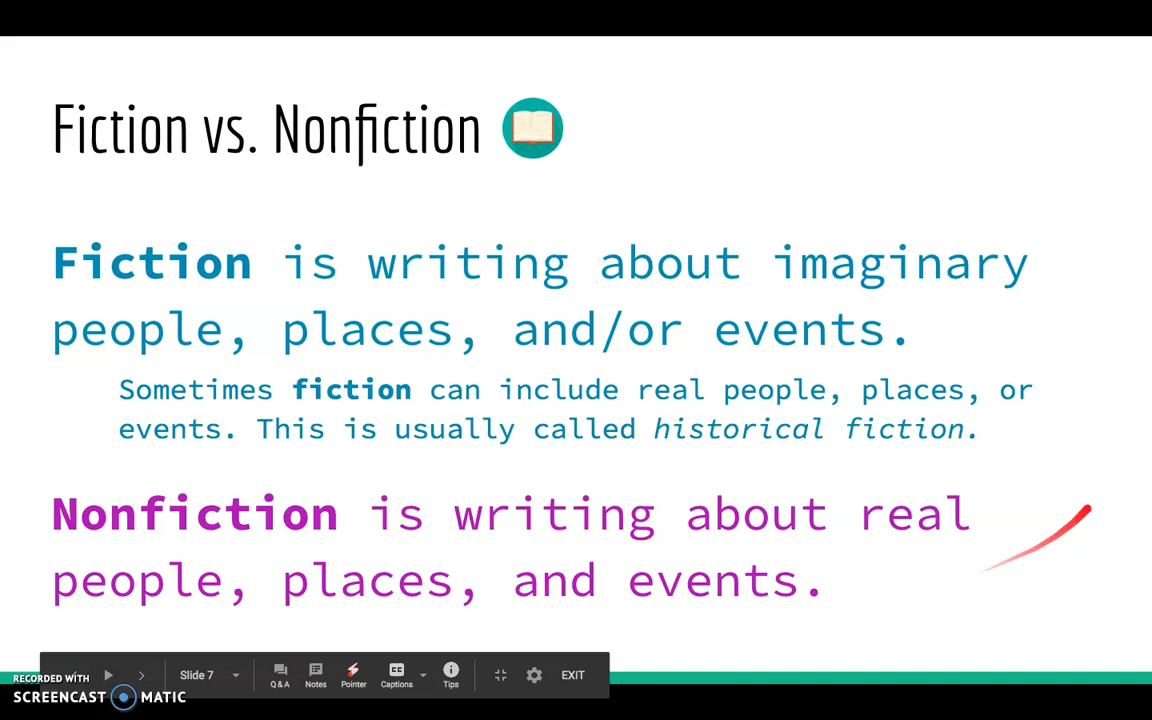 Fiction vs. Nonfiction
Fiction is writing about imaginary
people, places, and/or events.
Sometimes fiction can include real people, places, or
events. This is usually called historical fiction.
Nonfiction is writing about real
people, places, and events.
Slide 7
Q&A
Notes
Pointer
CC
Captions
Tips
EXIT
RECORDED WITH
SCREENCAST MATIC